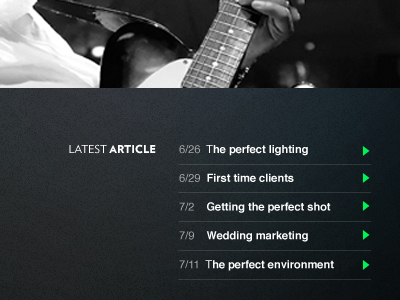 LATEST ARTICLE
6/26 The perfect lighting
6/29 First time clients
7/2 Getting the perfect shot
7/9 Wedding marketing
7/11 The perfect environment